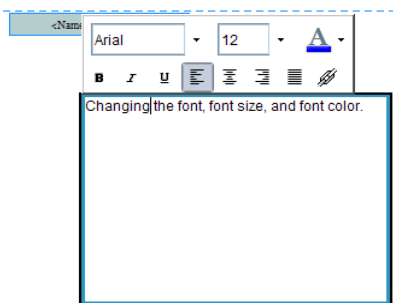 <Name
Arial 12 A
B I U
Changing the font, font size, and font color.